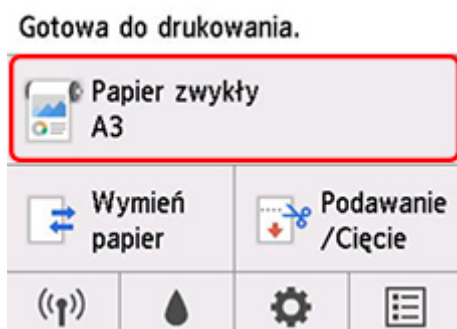 Gotowa do drukowania.
Papier zwykły
A3
Wymień
papier
Podawanie
/Cięcie